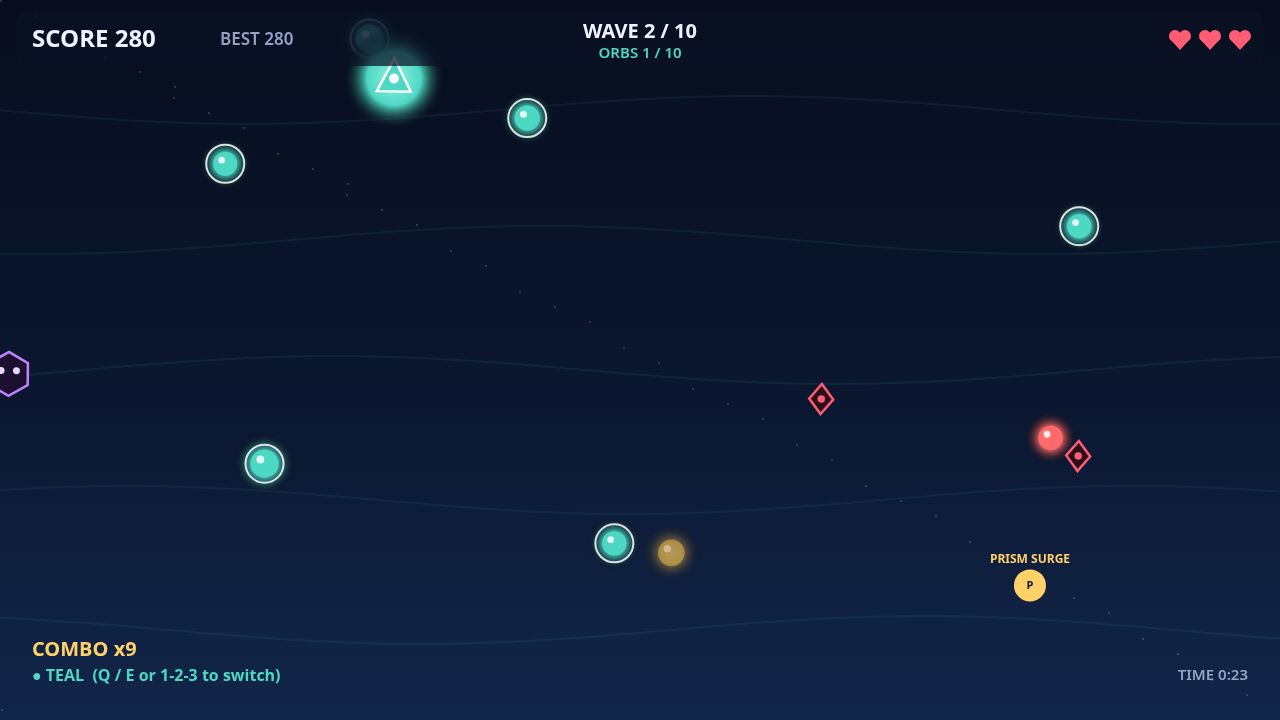 SCORE 280
BEST 280
WAVE 2 / 10
ORBS 1 / 10
PRISM SURGE
P
COMBO x9
● TEAL (Q / E or 1-2-3 to switch)
TIME 0:23